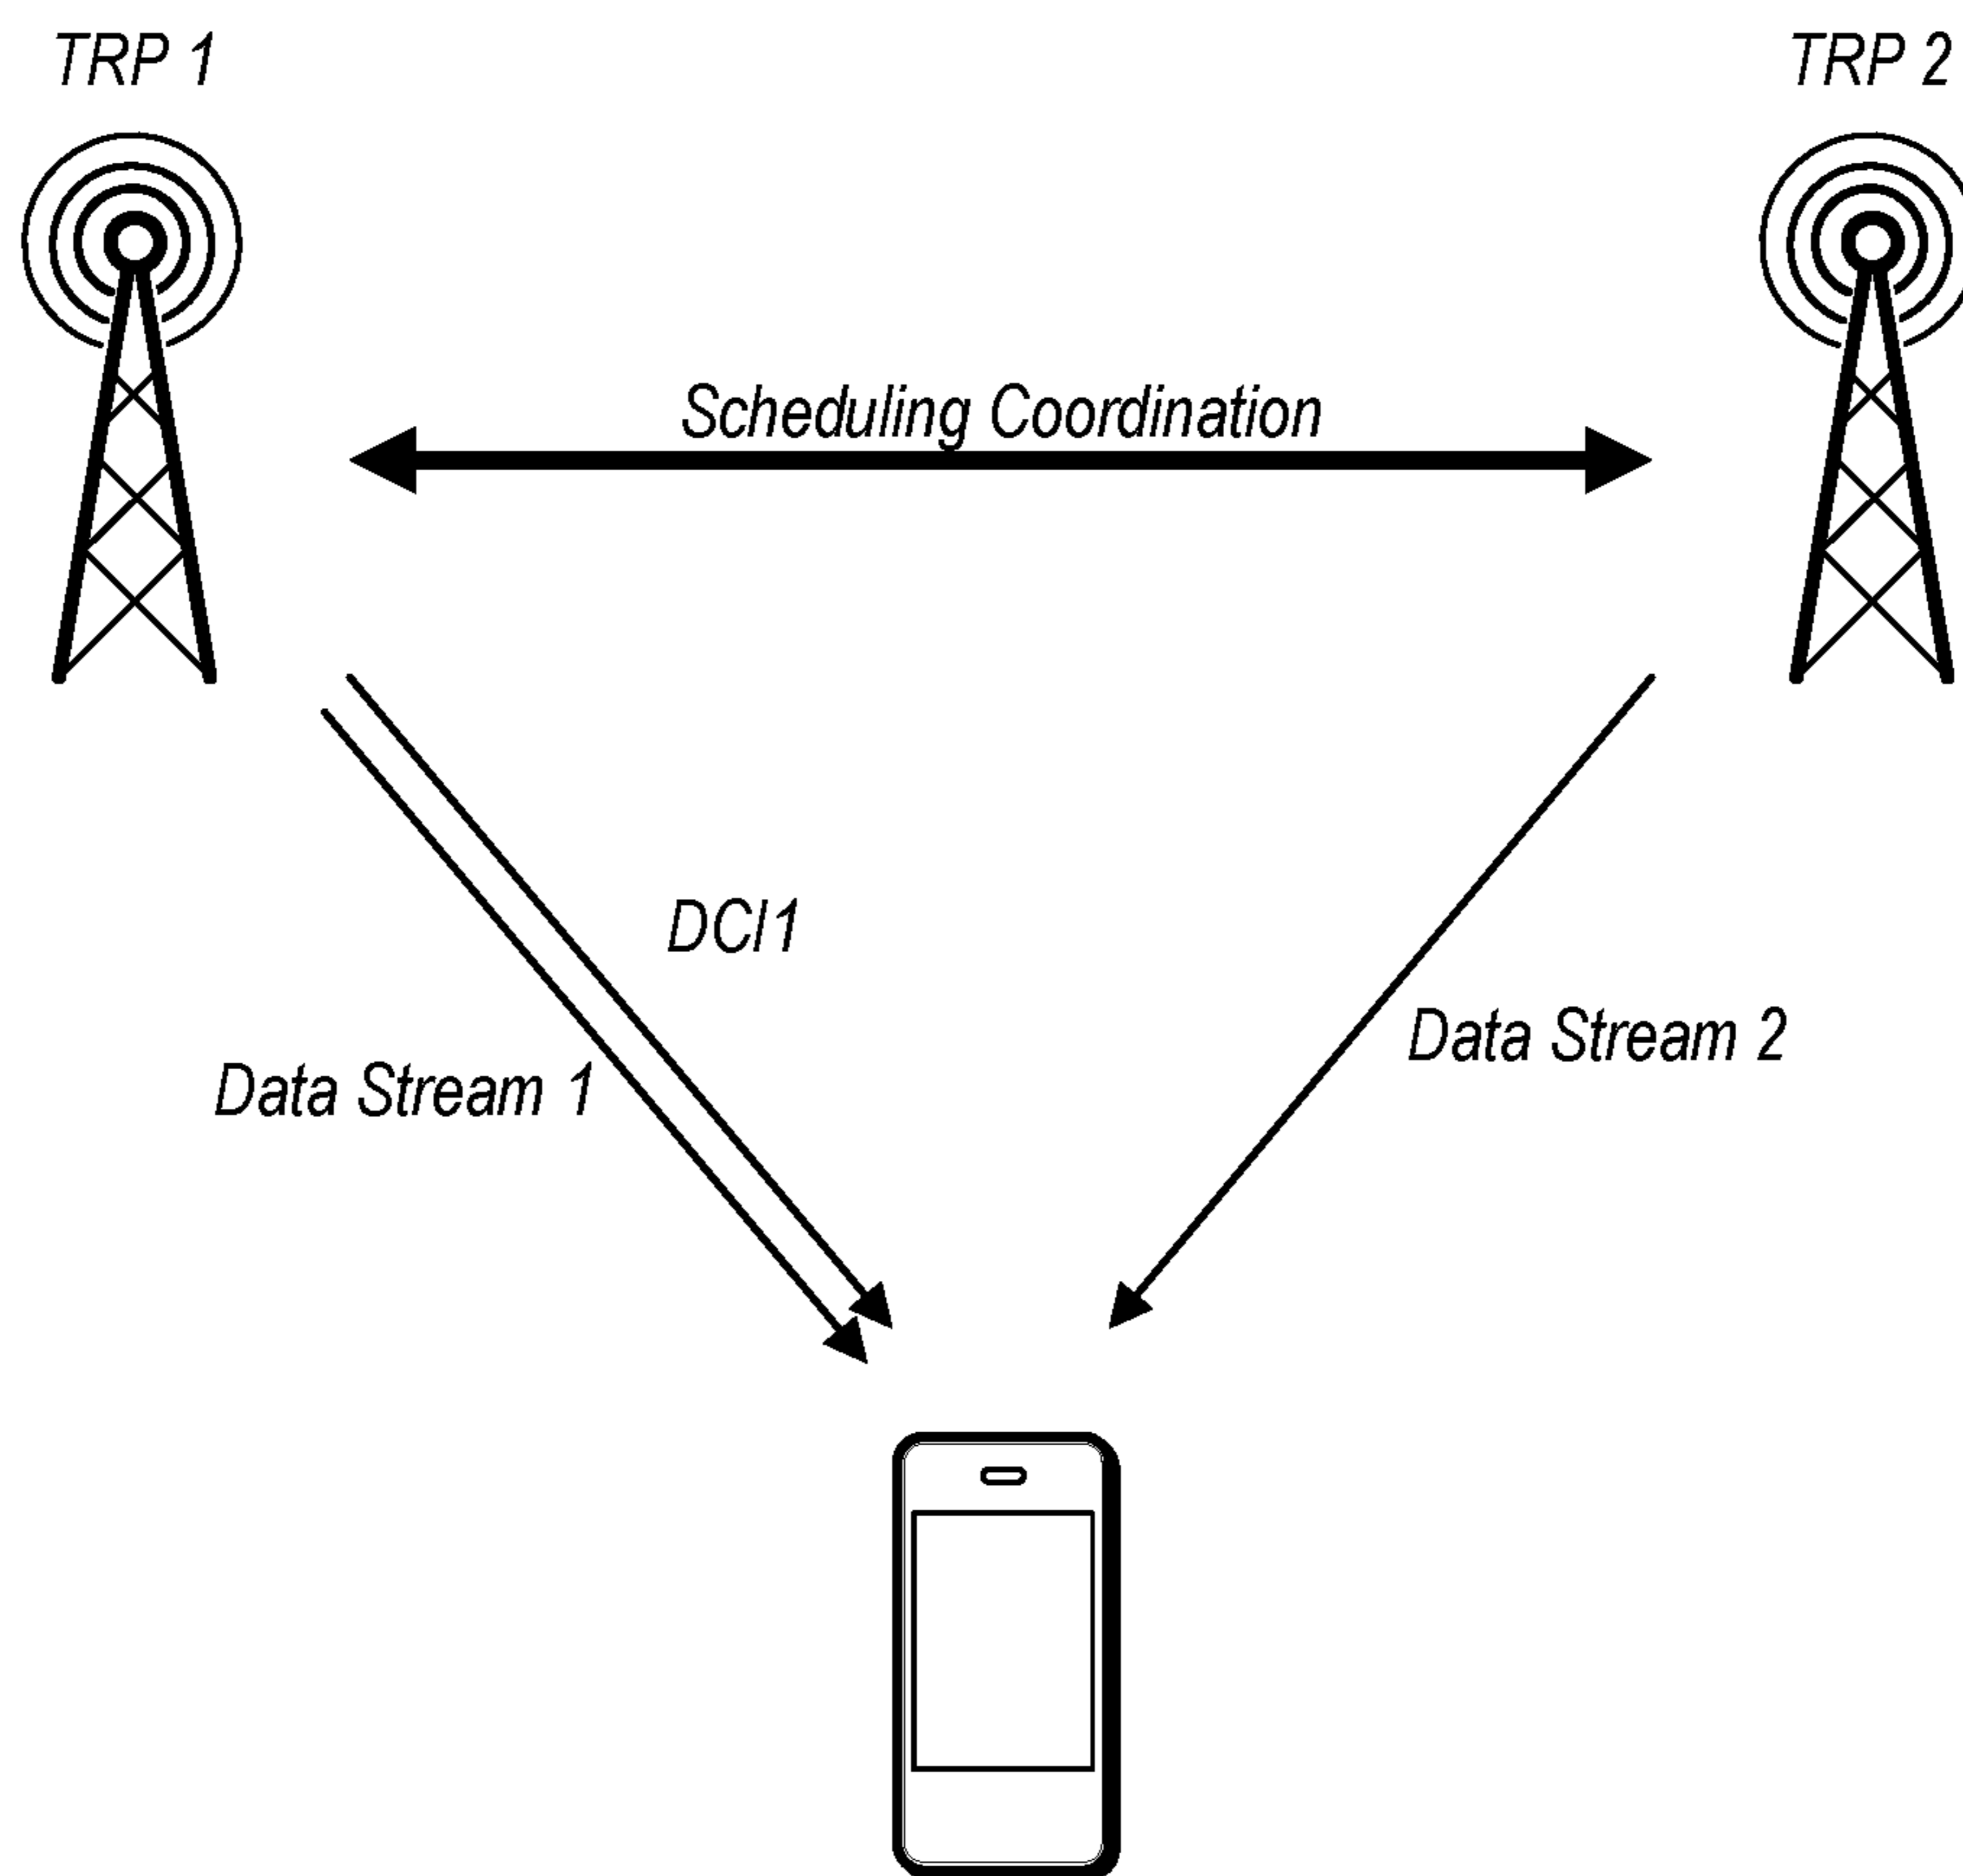 TRP 1
TRP 2
Scheduling Coordination
DCI1
Data Stream 2
Data Stream 1